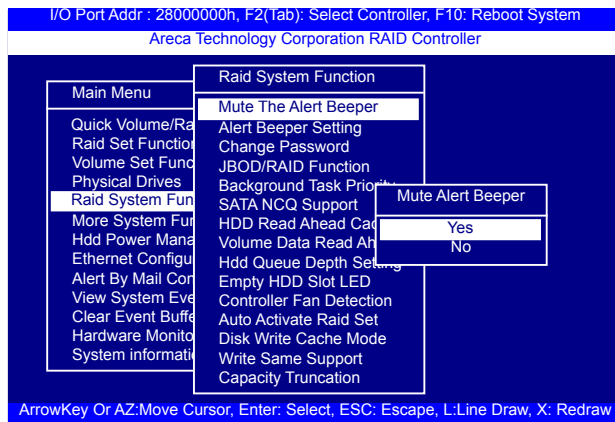 I/O Port Addr : 28000000h, F2(Tab): Select Controller, F10: Reboot System
Areca Technology Corporation RAID Controller
Main Menu
Quick Volume/Ra
Raid Set Function
Volume Set Func
Physical Drives
Raid System Fun
More System Fun
Hdd Power Mana
Ethernet Configu
Alert By Mail Con
View System Eve
Clear Event Buffe
Hardware Monito
System informatio
Raid System Function
Mute The Alert Beeper
Alert Beeper Setting
Change Password
JBOD/RAID Function
Background Task Priority
SATA NCQ Support
HDD Read Ahead Cac
Volume Data Read Ah
Hdd Queue Depth Setting
Empty HDD Slot LED
Controller Fan Detection
Auto Activate Raid Set
Disk Write Cache Mode
Write Same Support
Capacity Truncation
Mute Alert Beeper
Yes
No
ArrowKey Or AZ:Move Cursor, Enter: Select, ESC: Escape, L:Line Draw, X: Redraw